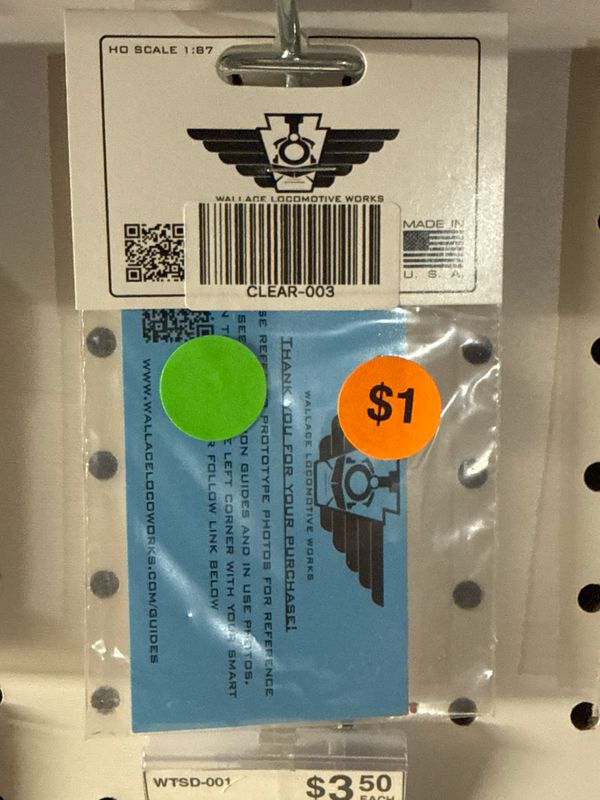 HO SCALE 1:87
WALLACE LOCOMOTIVE WORKS
MADE IN
U. S. A.
CLEAR-003
$1
WALLACE LOCOMOTIVE WORKS
THANK YOU FOR YOUR PURCHASE!
PROTOTYPE PHOTOS FOR REFERENCE
GUIDES AND IN USE PHOTOS,
LEFT CORNER WITH YOUR SMART
FOLLOW LINK BELOW
WWW.WALLACELOCOWORKS.COM/GUIDES
WTSD-001
$3 50
EACH